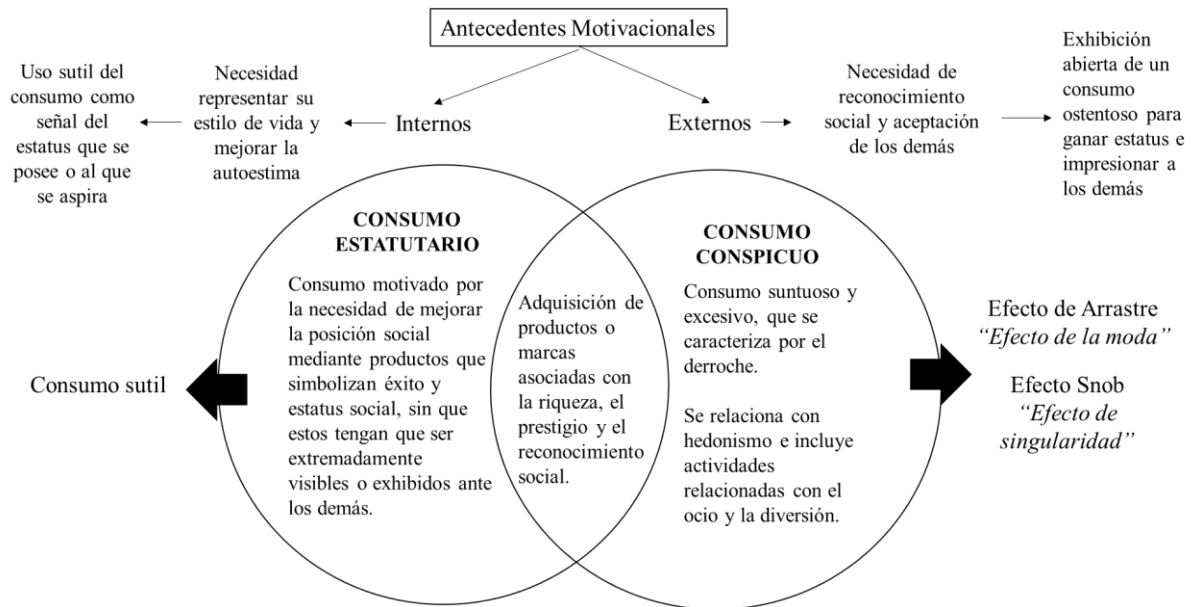 Antecedentes Motivacionales
Uso sutil del
consumo como
señal del
estatus que se
posee o al que
se aspira
Necesidad
representar su
estilo de vida y
mejorar la
autoestima
Internos
Externos
Necesidad de
reconocimiento
social y aceptación
de los demás
Exhibición
abierta de un
consumo
ostentoso para
ganar estatus e
impresionar a
los demás
CONSUMO
ESTATUTARIO
Consumo motivado por
la necesidad de mejorar
la posición social
mediante productos que
simbolizan éxito y
estatus social, sin que
estos tengan que ser
extremadamente
visibles o exhibidos ante
los demás.
Adquisición de
productos o
marcas
asociadas con
la riqueza, el
prestigio y el
reconocimiento
social.
CONSUMO
CONSPICUO
Consumo suntuoso y
excesivo, que se
caracteriza por el
derroche.
Se relaciona con
hedonismo e incluye
actividades
relacionadas con el
ocio y la diversión.
Consumo sutil
Efecto de Arrastre
“Efecto de la moda”
Efecto Snob
“Efecto de
singularidad”